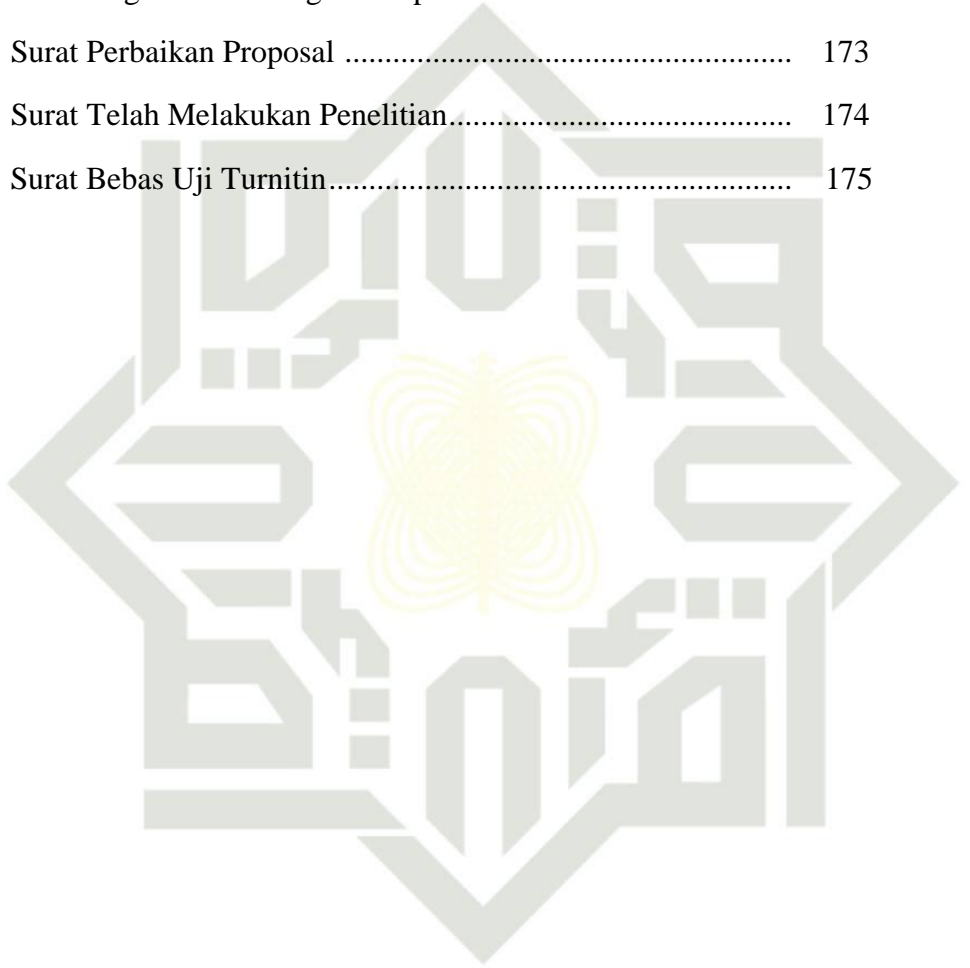 Surat Perbaikan Proposal ........................................................ 173
Surat Telah Melakukan Penelitian........................................... 174
Surat Bebas Uji Turnitin.......................................................... 175